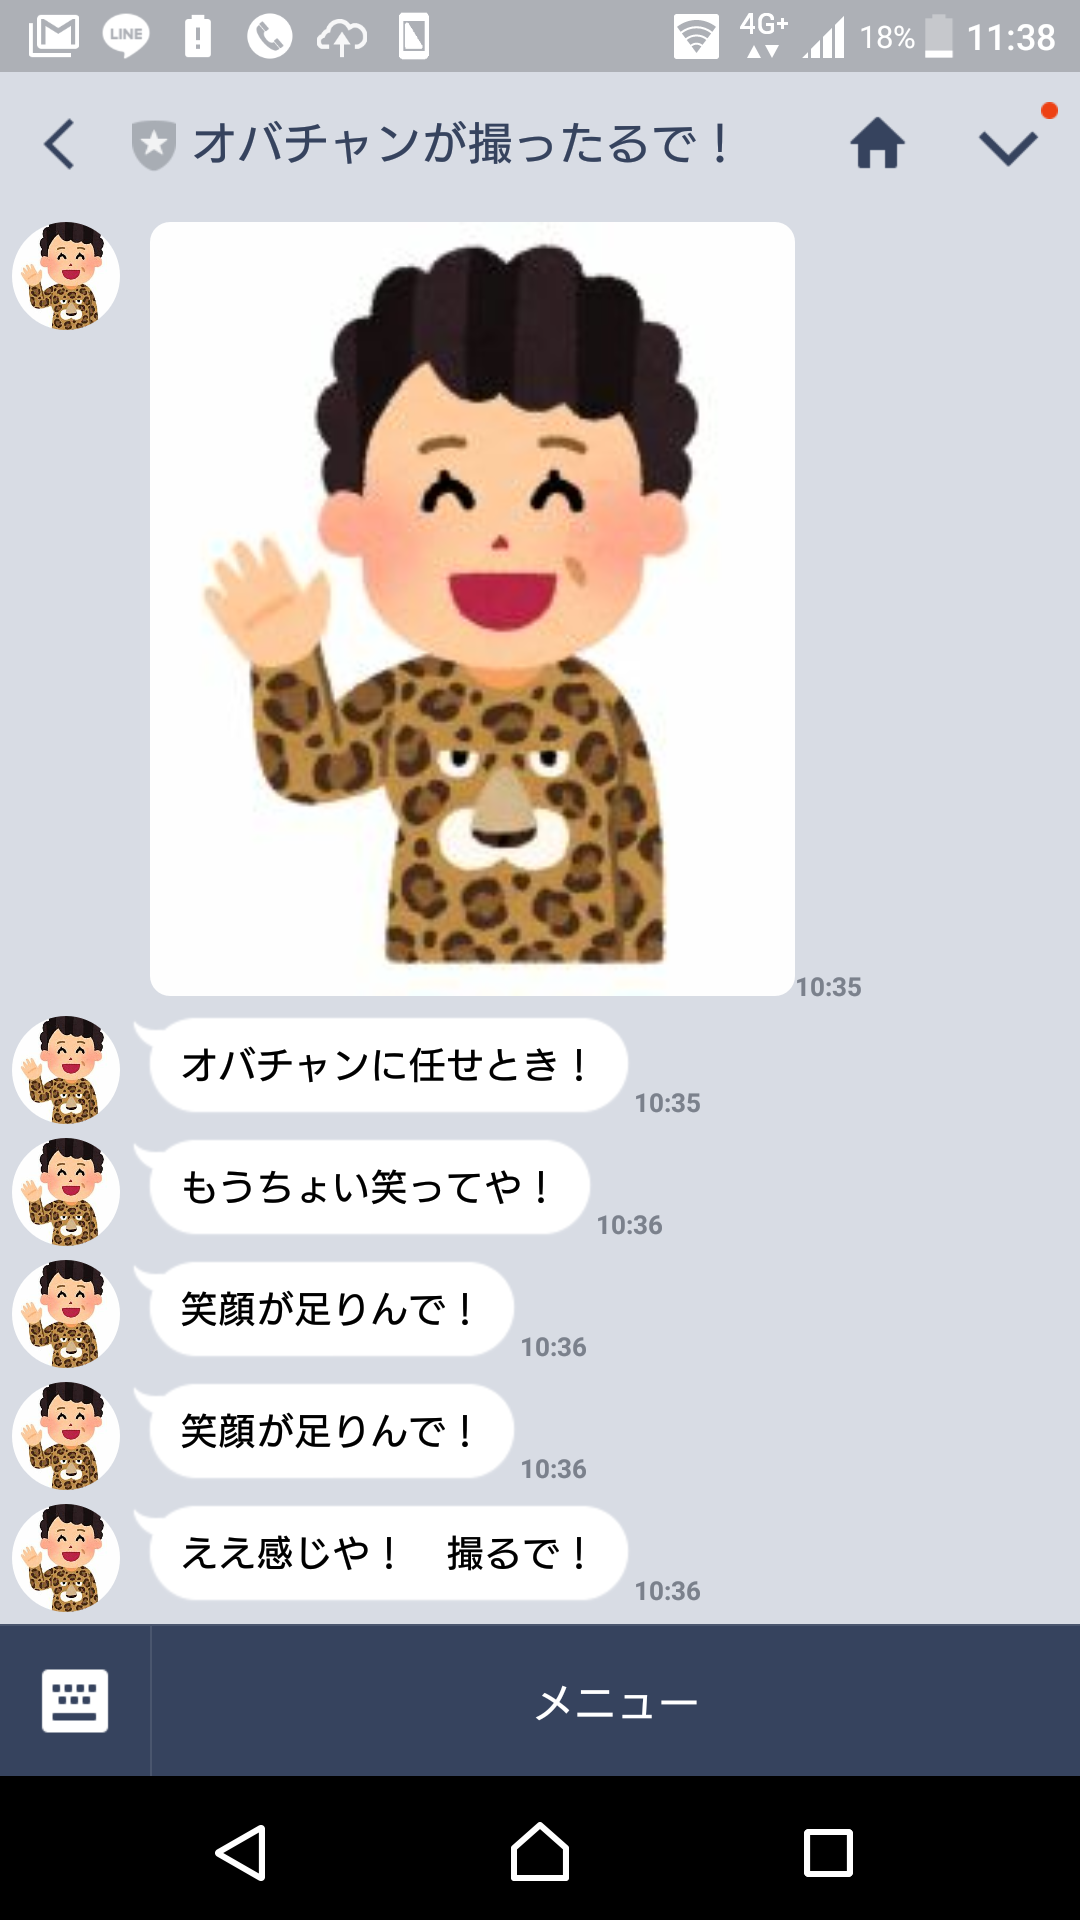 LINE
4G+
18%
11:38
オバチャンが撮ったるで！
10:35
オバチャンに任せとき！
10:35
もうちょい笑ってや！
10:36
笑顔が足りんで！
10:36
笑顔が足りんで！
10:36
ええ感じや！　撮るで！
10:36
メニュー